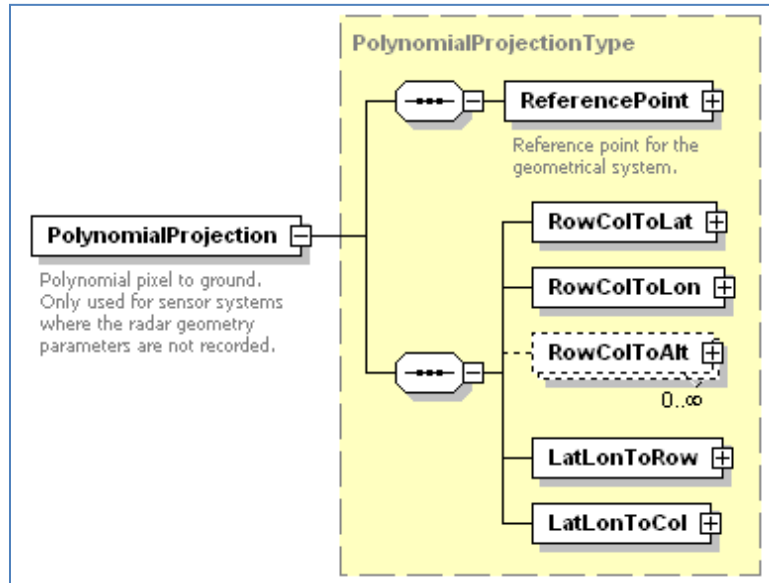 PolynomialProjectionType
ReferencePoint
Reference point for the
geometrical system.
PolynomialProjection
Polynomial pixel to ground.
Only used for sensor systems
where the radar geometry
parameters are not recorded.
RowColToLat
RowColToLon
RowColToAlt
0..∞
LatLonToRow
LatLonToCol